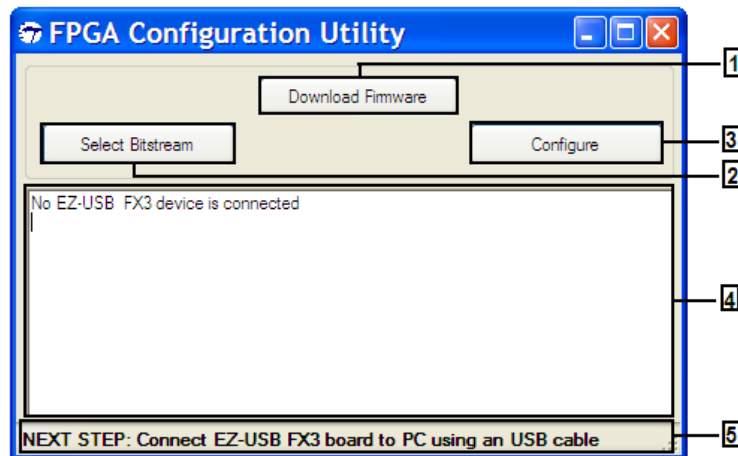 FPGA Configuration Utility
1
Download Firmware
Select Bitstream
Configure
3
2
No EZ-USB FX3 device is connected
4
NEXT STEP: Connect EZ-USB FX3 board to PC using an USB cable
5